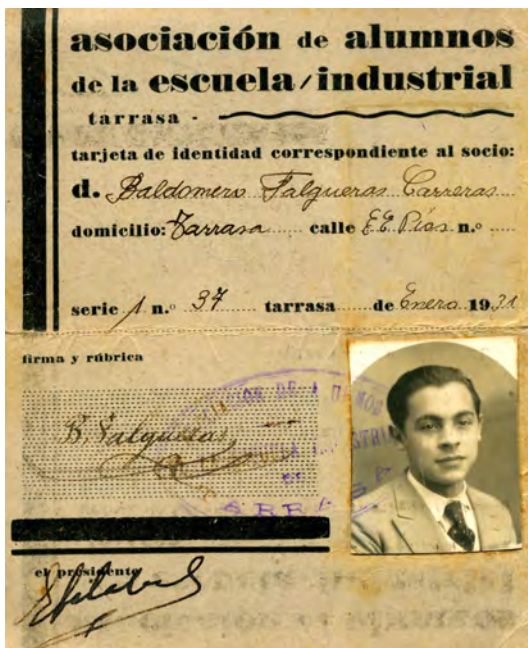 asociación de alumnos
de la escuela/industrial
tarrasa -
tarjeta de identidad correspondiente al socio:
d. Baldomero Falgueras Carreras
domicilio: Tarrasa calle E.E. Pías n.º
serie 1 n.º 37 tarrasa de Enero 1931
firma y rúbrica
B. Falgueras
el presidente